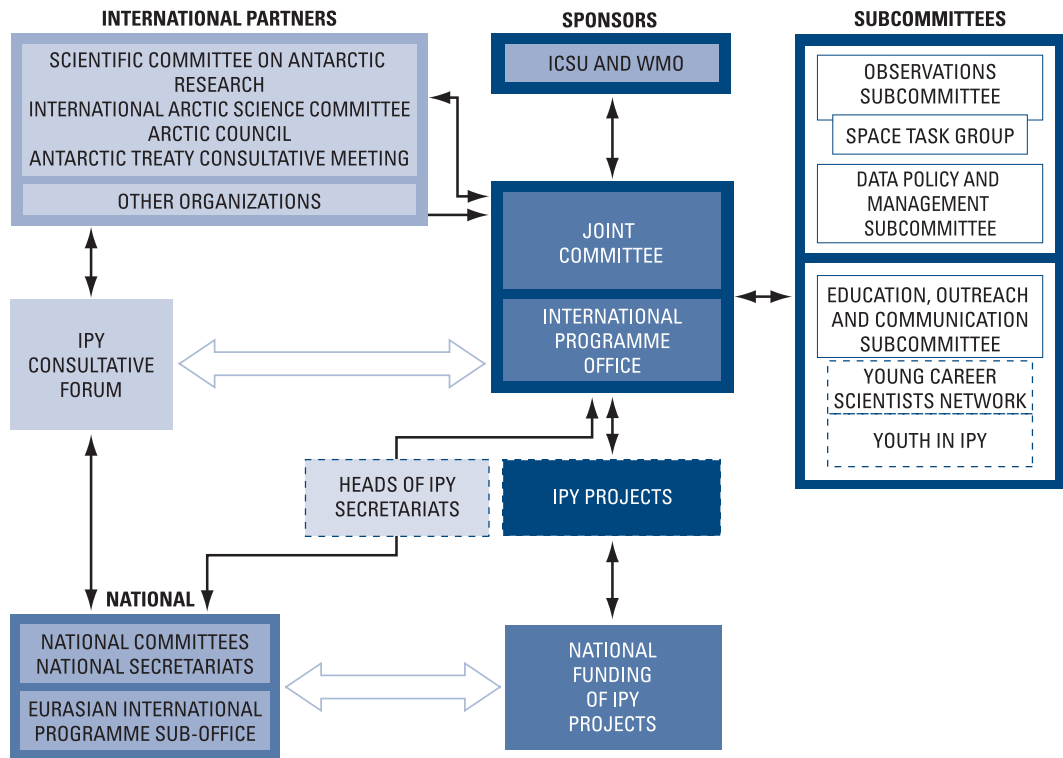 INTERNATIONAL PARTNERS
SCIENTIFIC COMMITTEE ON ANTARCTIC
RESEARCH
INTERNATIONAL ARCTIC SCIENCE COMMITTEE
ARCTIC COUNCIL
ANTARCTIC TREATY CONSULTATIVE MEETING
OTHER ORGANIZATIONS
SPONSORS
ICSU AND WMO
JOINT
COMMITTEE
INTERNATIONAL
PROGRAMME
OFFICE
SUBCOMMITTEES
OBSERVATIONS
SUBCOMMITTEE
SPACE TASK GROUP
DATA POLICY AND
MANAGEMENT
SUBCOMMITTEE
EDUCATION, OUTREACH
AND COMMUNICATION
SUBCOMMITTEE
YOUNG CAREER
SCIENTISTS NETWORK
YOUTH IN IPY
IPY
CONSULTATIVE
FORUM
HEADS OF IPY
SECRETARIATS
IPY PROJECTS
NATIONAL
NATIONAL COMMITTEES
NATIONAL SECRETARIATS
EURASIAN INTERNATIONAL
PROGRAMME SUB-OFFICE
NATIONAL
FUNDING
OF IPY
PROJECTS